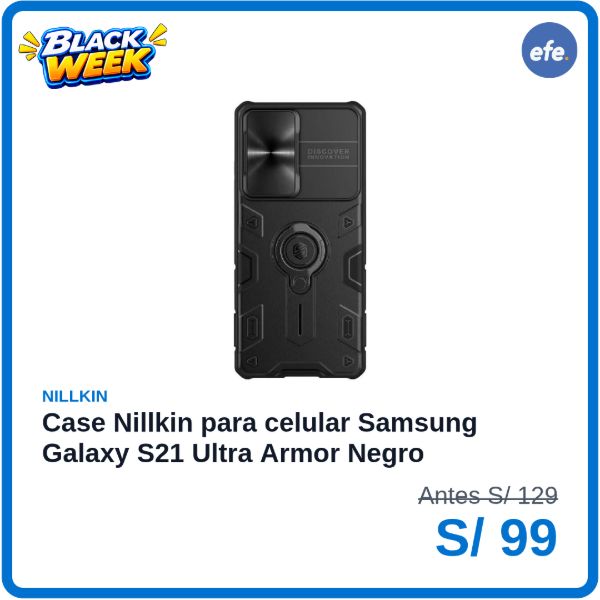 BLACK
WEEK
efe.
DISCOVER
INNOVATION
NILLKIN
Case Nillkin para celular Samsung
Galaxy S21 Ultra Armor Negro
Antes S/ 129
S/ 99